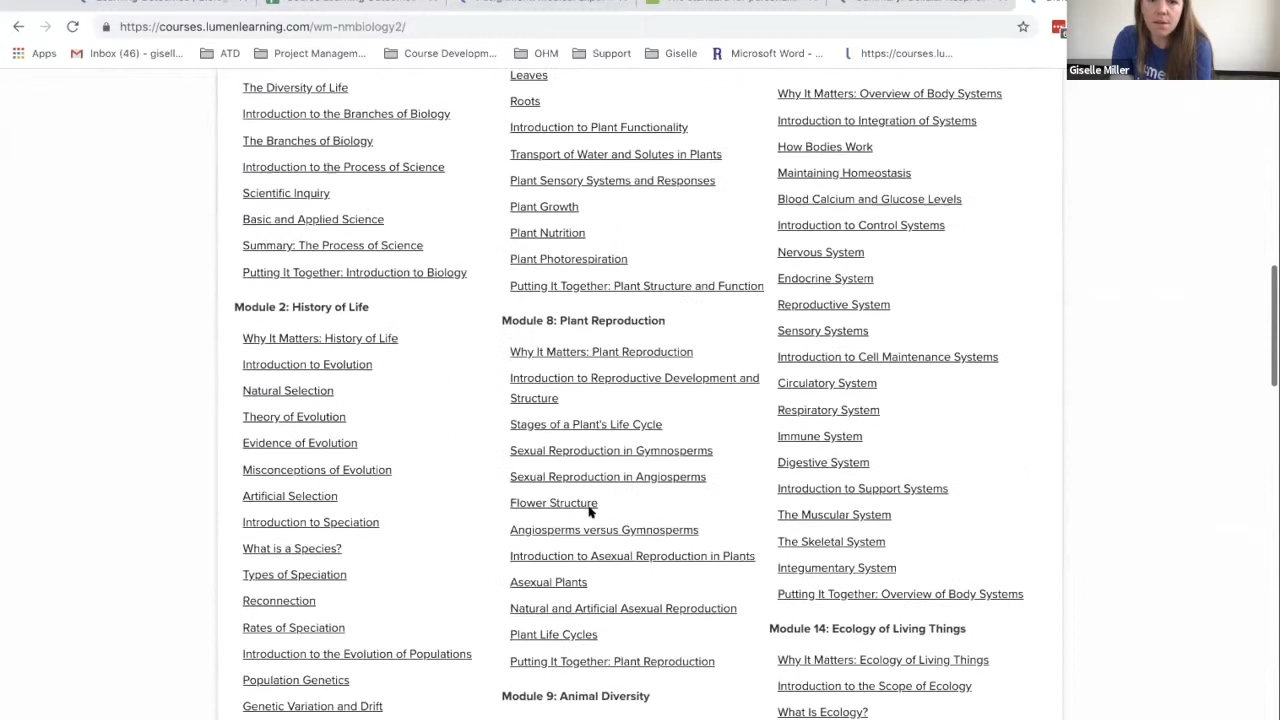 https://courses.lumenlearning.com/wm-nmbiology2/
Apps
Inbox (46) - gisell...
ATD
Project Managem...
Course Developm...
OHM
Support
Giselle
Microsoft Word - ...
https://courses.lu...
Giselle Miller
The Diversity of Life
Introduction to the Branches of Biology
The Branches of Biology
Introduction to the Process of Science
Scientific Inquiry
Basic and Applied Science
Summary: The Process of Science
Putting It Together: Introduction to Biology
Module 2: History of Life
Why It Matters: History of Life
Introduction to Evolution
Natural Selection
Theory of Evolution
Evidence of Evolution
Misconceptions of Evolution
Artificial Selection
Introduction to Speciation
What is a Species?
Types of Speciation
Reconnection
Rates of Speciation
Introduction to the Evolution of Populations
Population Genetics
Genetic Variation and Drift
Leaves
Roots
Introduction to Plant Functionality
Transport of Water and Solutes in Plants
Plant Sensory Systems and Responses
Plant Growth
Plant Nutrition
Plant Photorespiration
Putting It Together: Plant Structure and Function
Module 8: Plant Reproduction
Why It Matters: Plant Reproduction
Introduction to Reproductive Development and
Structure
Stages of a Plant's Life Cycle
Sexual Reproduction in Gymnosperms
Sexual Reproduction in Angiosperms
Flower Structure
Angiosperms versus Gymnosperms
Introduction to Asexual Reproduction in Plants
Asexual Plants
Natural and Artificial Asexual Reproduction
Plant Life Cycles
Putting It Together: Plant Reproduction
Module 9: Animal Diversity
Why It Matters: Overview of Body Systems
Introduction to Integration of Systems
How Bodies Work
Maintaining Homeostasis
Blood Calcium and Glucose Levels
Introduction to Control Systems
Nervous System
Endocrine System
Reproductive System
Sensory Systems
Introduction to Cell Maintenance Systems
Circulatory System
Respiratory System
Immune System
Digestive System
Introduction to Support Systems
The Muscular System
The Skeletal System
Integumentary System
Putting It Together: Overview of Body Systems
Module 14: Ecology of Living Things
Why It Matters: Ecology of Living Things
Introduction to the Scope of Ecology
What Is Ecology?